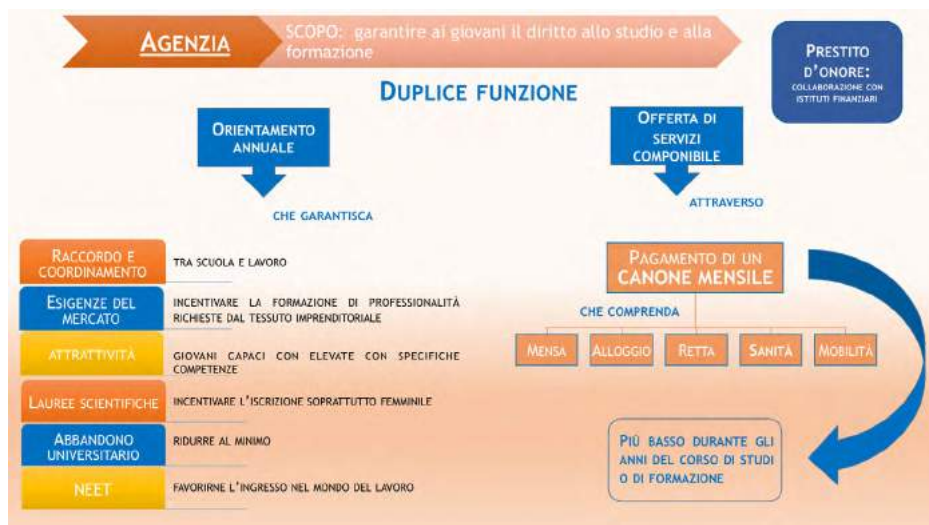 AGENZIA
SCOPO: garantire ai giovani il diritto allo studio e alla
formazione
PRESTITO
D'ONORE:
COLLABORAZIONE CON
ISTITUTI FINANZIARI
DUPLICE FUNZIONE
ORIENTAMENTO
ANNUALE
CHE GARANTISCA
OFFERTA DI
SERVIZI
COMPONIBILE
ATTRAVERSO
RACCORDO E
COORDINAMENTO
TRA SCUOLA E LAVORO
ESIGENZE DEL
MERCATO
INCENTIVARE LA FORMAZIONE DI PROFESSIONALITÀ
RICHIESTE DAL TESSUTO IMPRENDITORIALE
ATTRATTIVITÀ
GIOVANI CAPACI CON ELEVATE CON SPECIFICHE
COMPETENZE
LAUREE SCIENTIFICHE
INCENTIVARE L'ISCRIZIONE SOPRATTUTTO FEMMINILE
ABBANDONO
UNIVERSITARIO
RIDURRE AL MINIMO
NEET
FAVORIRNE L'INGRESSO NEL MONDO DEL LAVORO
PAGAMENTO DI UN
CANONE MENSILE
CHE COMPRENDA
MENSA
ALLOGGIO
RETTA
SANITÀ
MOBILITÀ
PIÙ BASSO DURANTE GLI
ANNI DEL CORSO DI STUDI
O DI FORMAZIONE